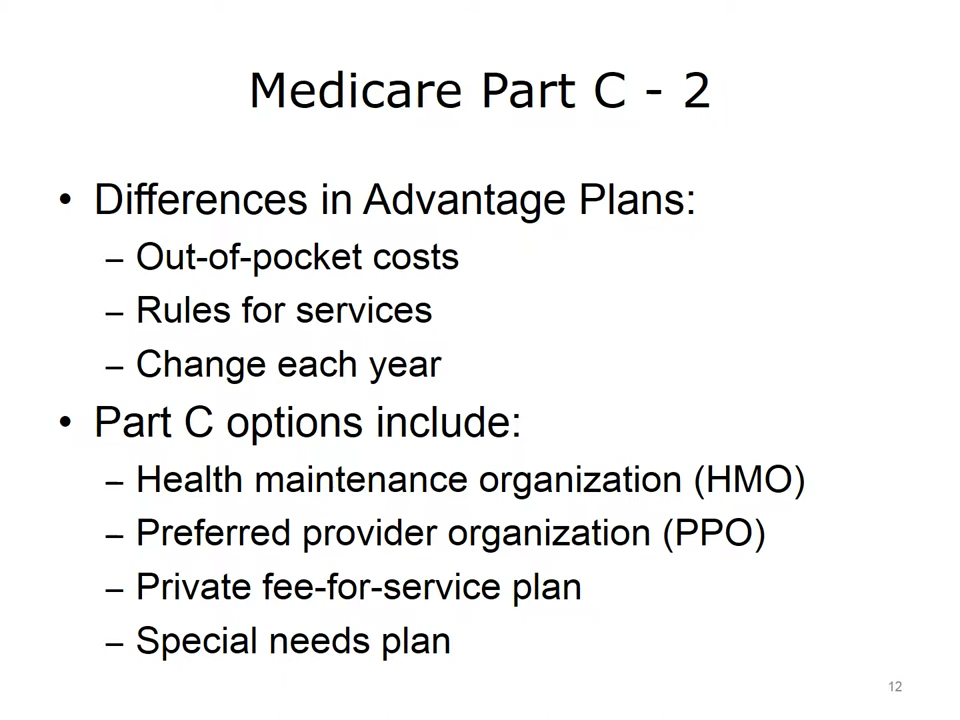 Medicare Part C - 2
• Differences in Advantage Plans:
– Out-of-pocket costs
– Rules for services
– Change each year
• Part C options include:
– Health maintenance organization (HMO)
– Preferred provider organization (PPO)
– Private fee-for-service plan
– Special needs plan
12